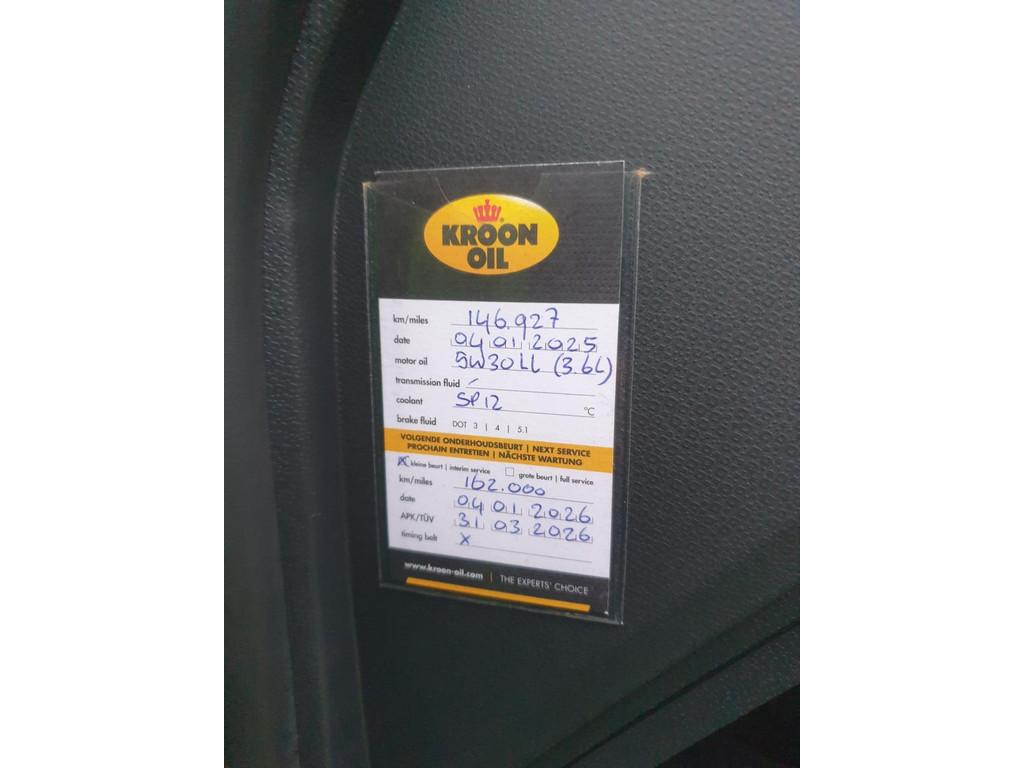 KROON
OIL
km/miles 146.927
date 04 01 2025
motor oil 5W30LL (3.6L)
transmission fluid -
coolant SP12 °C
brake fluid DOT 3 | 4 | 5.1
VOLGENDE ONDERHOUDSBEURT | NEXT SERVICE
PROCHAIN ENTRETIEN | NÄCHSTE WARTUNG
X kleine beurt | interim service □ grote beurt | full service
km/miles 162.000
date 04 01 2026
APK/TÜV 31 03 2026
timing belt X
www.kroon-oil.com | THE EXPERTS' CHOICE